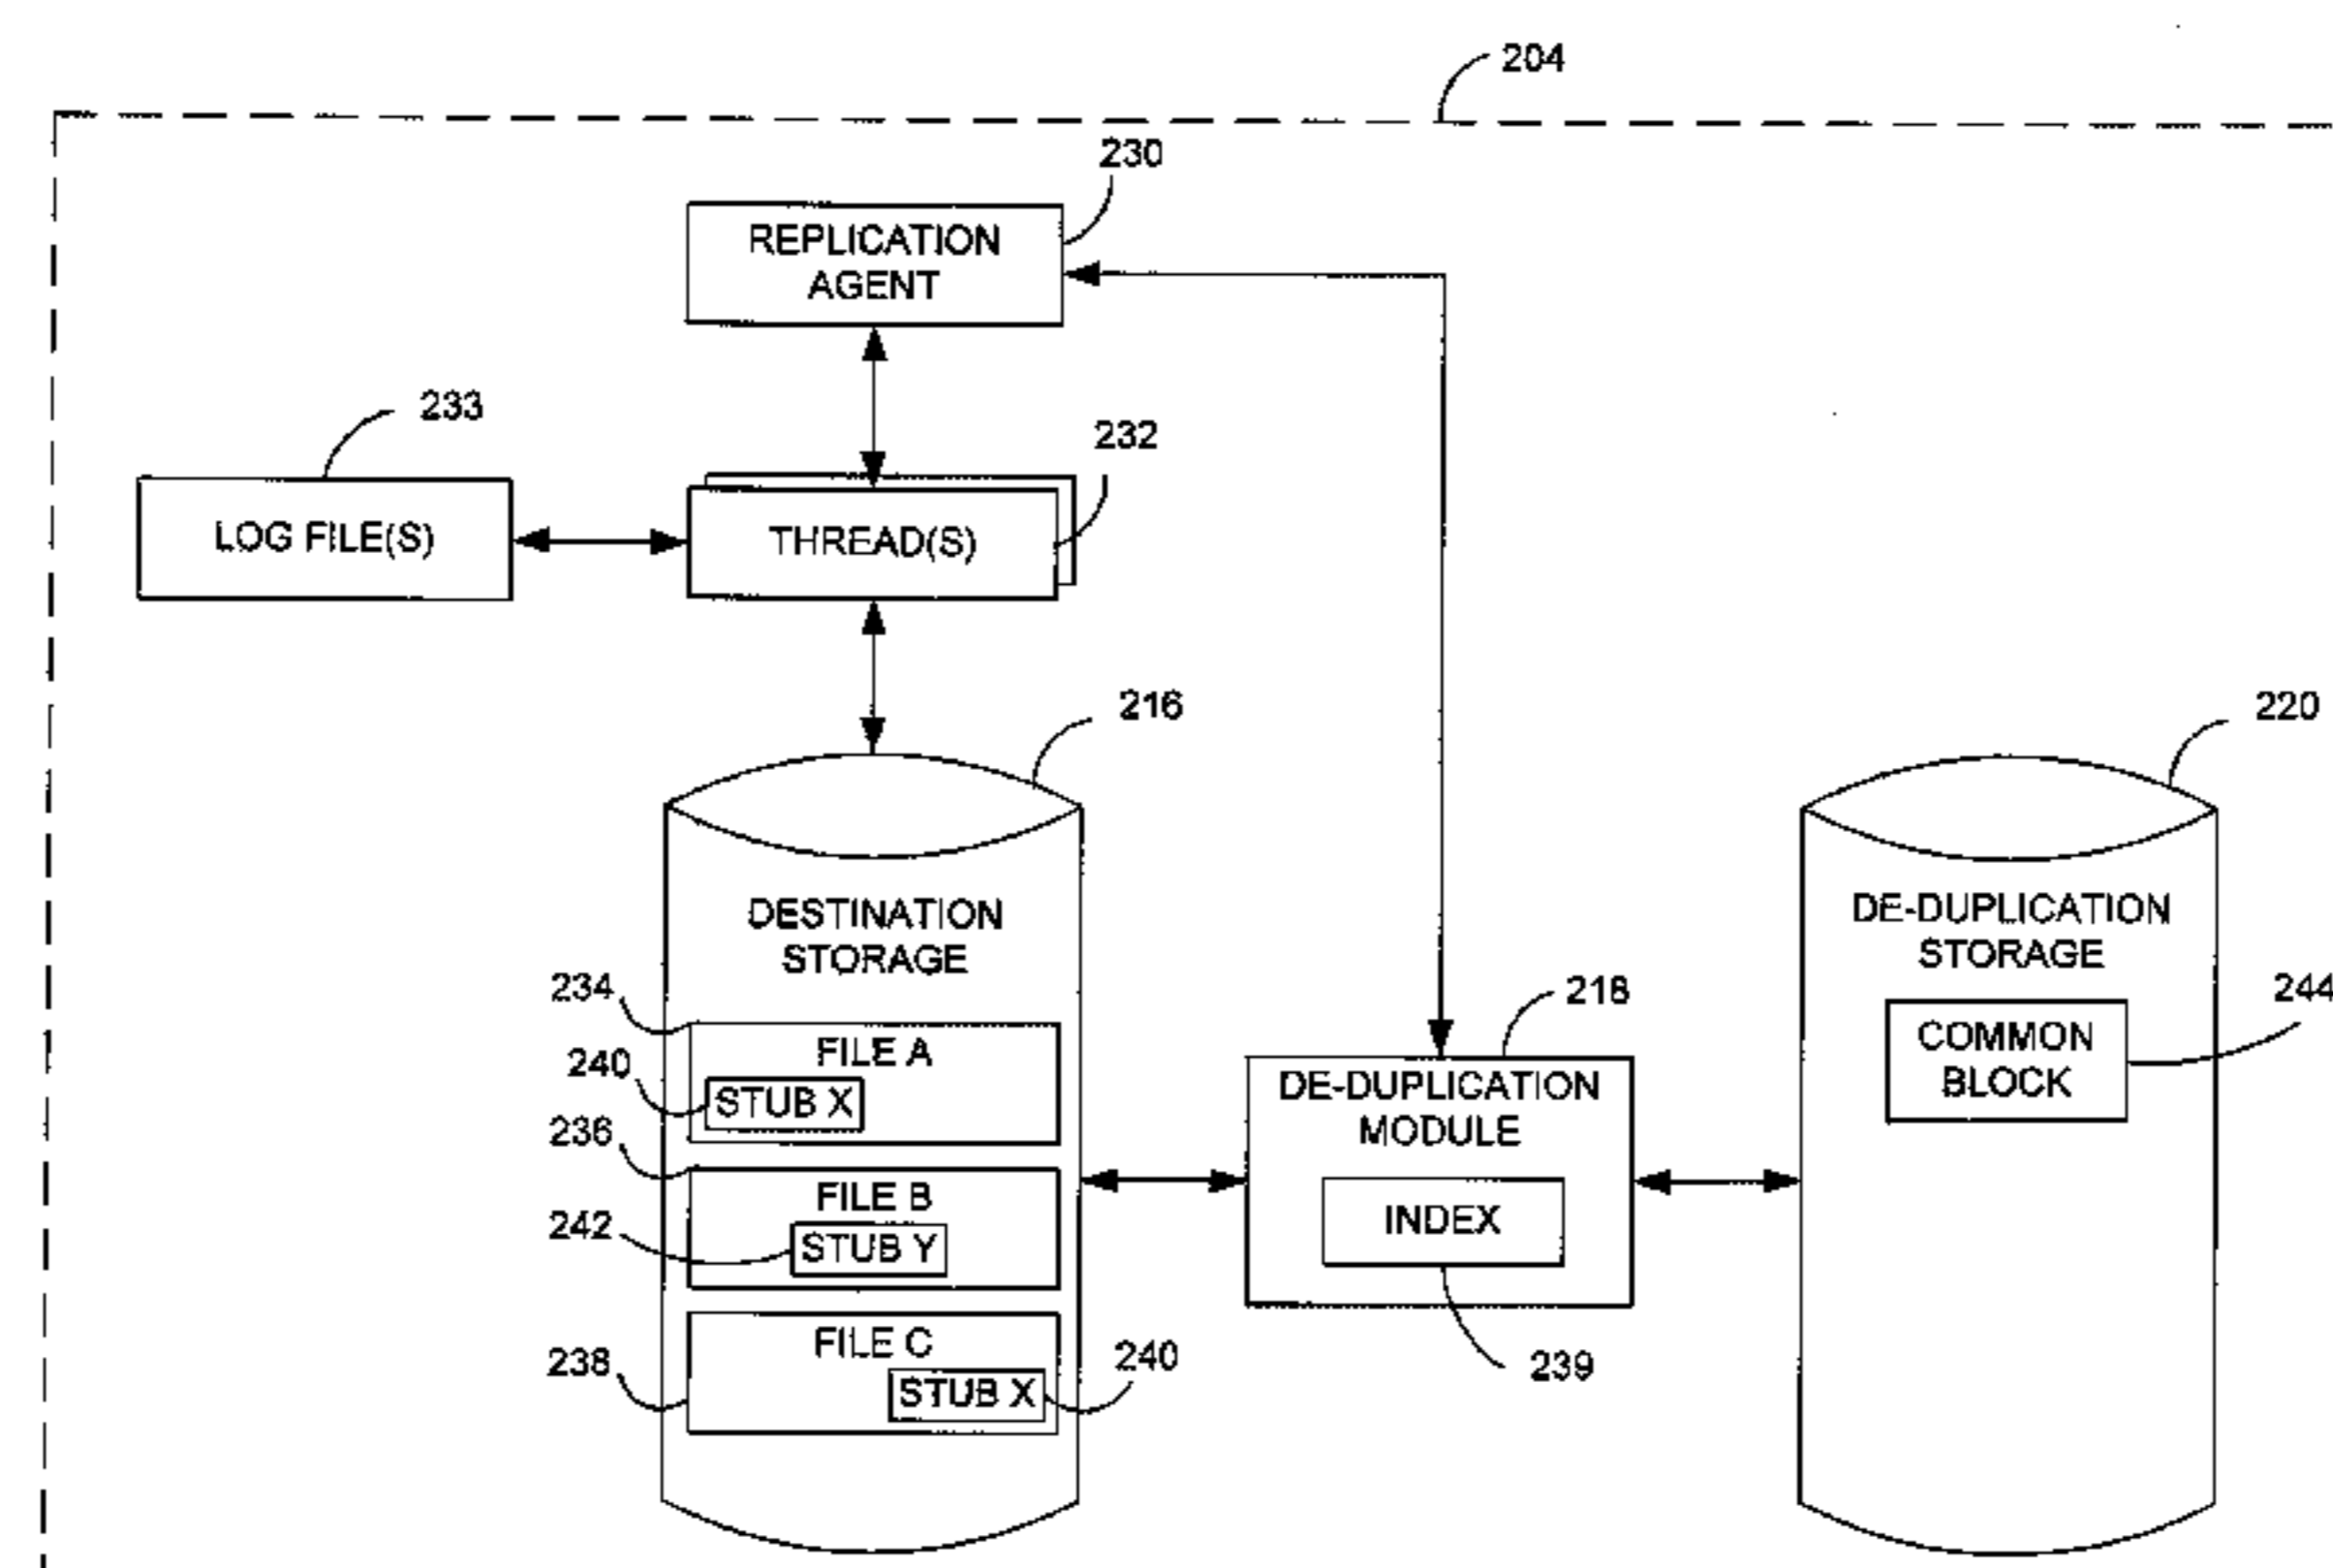 204
230
REPLICATION
AGENT
233
232
LOG FILE(S)
THREAD(S)
216
220
DESTINATION
STORAGE
DE-DUPLICATION
STORAGE
234
218
244
FILE A
COMMON
BLOCK
240
STUB X
DE-DUPLICATION
MODULE
236
FILE B
INDEX
242
STUB Y
FILE C
238
240
239
STUB X